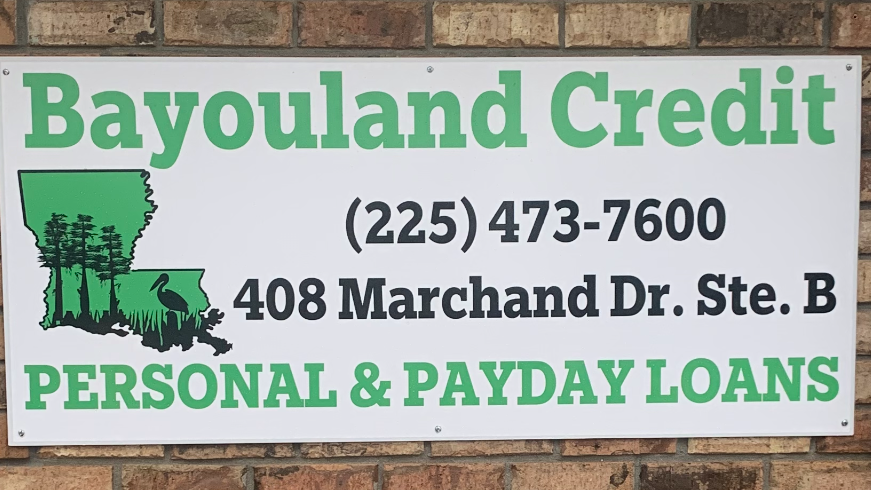 Bayouland Credit
(225) 473-7600
408 Marchand Dr. Ste. B
PERSONAL & PAYDAY LOANS